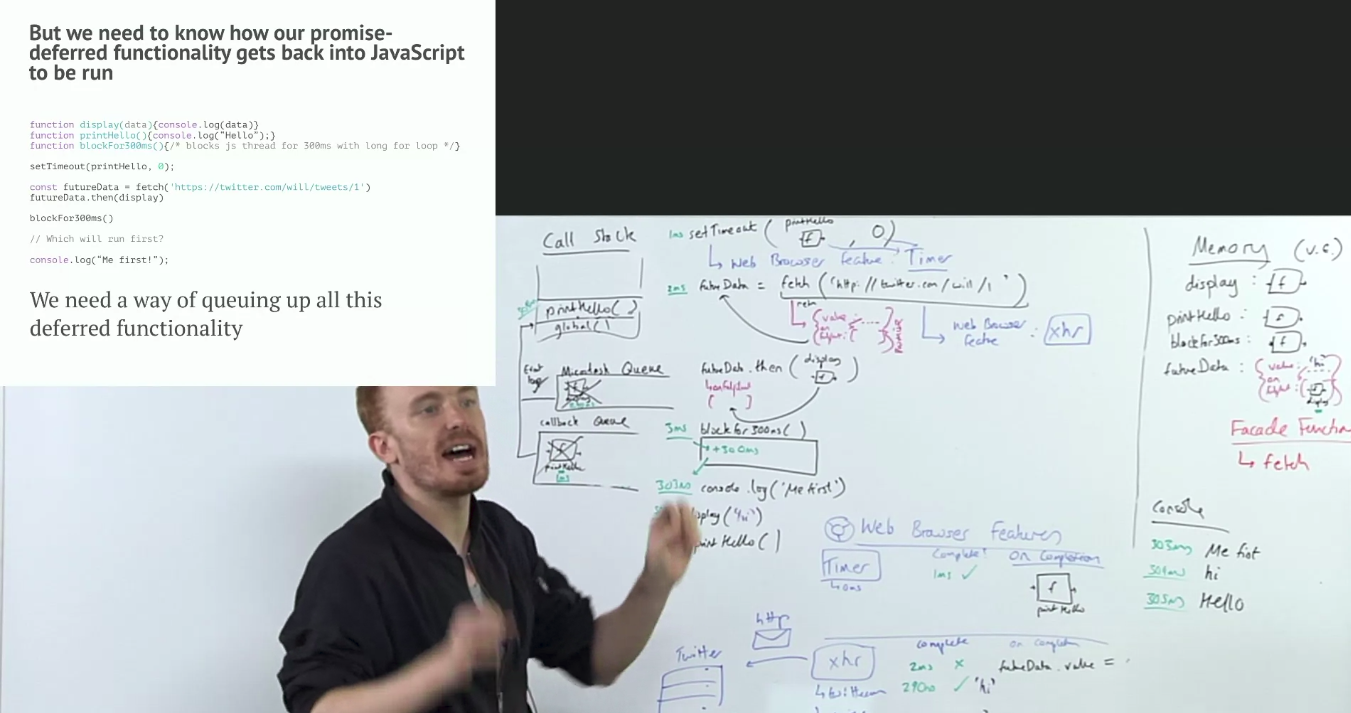 But we need to know how our promise-
deferred functionality gets back into JavaScript
to be run
function display(data){console.log(data)}
function printHello(){console.log("Hello");}
function blockFor300ms(){/* blocks js thread for 300ms with long for loop */}
setTimeout(printHello, 0);
const futureData = fetch('https://twitter.com/will/tweets/1')
futureData.then(display)
blockFor300ms()
// Which will run first?
console.log("Me first!");
We need a way of queuing up all this
deferred functionality
Call Stack
printHello( )
global( )
Microtask Queue
callback Queue
f
printHello
1ms
1ms setTimeout ( printHello f , 0 )
↳ Web Browser Feature : Timer
2ms futureData = fetch ( 'http://twitter.com/will/1 ' )
↳ { value :
on
Web Browser
Feature : xhr
futureData . then ( display f )
[ ]
3ms blockfor300ms( )
+300ms
303ms console.log('Me first')
display('hi')
printHello( )
Web Browser Features
Complete? On Completion
Timer
↳ 0ms
1ms ✓
f
printHello
http
Twitter
xhr
complete on completion
2ms x futureData.value =
✓ 'hi'
Memory (v.e.)
display : f
printHello : f
blockfor300ms : f
futureData : { value : 'hi'
on
display
Facade Functio
↳ fetch
Console
303ms Me first
304ms hi
305ms Hello